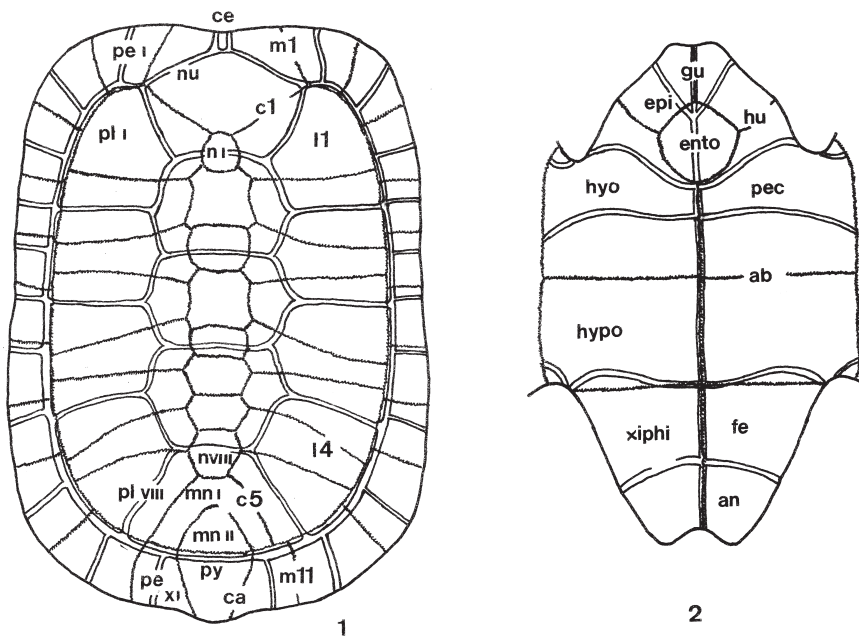 ce
pe I
m1
nu
c1
pl I
l1
n I
l4
n VIII
pl VIII
mn I
c5
mn II
py
pe
XI
m11
ca
1
gu
epi
hu
ento
hyo
pec
ab
hypo
xiphi
fe
an
2